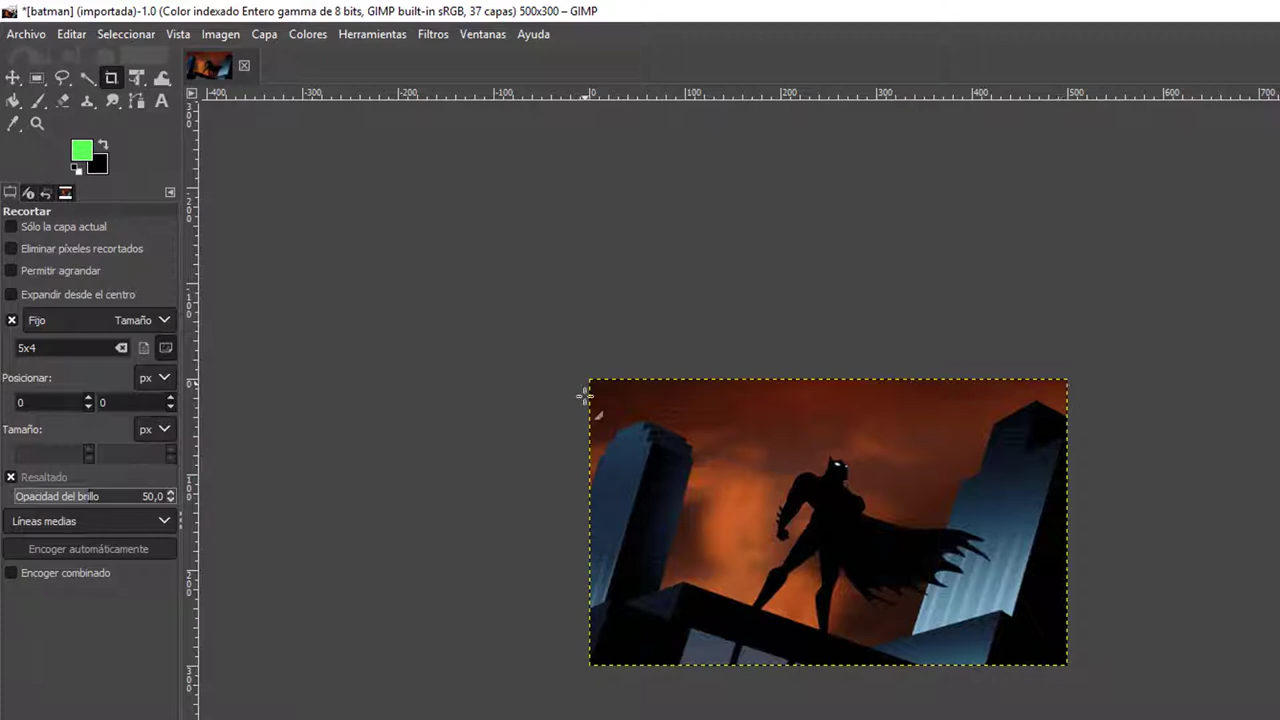 *[batman] (importada)-1.0 (Color indexado Entero gamma de 8 bits, GIMP built-in sRGB, 37 capas) 500x300 – GIMP
Archivo Editar Seleccionar Vista Imagen Capa Colores Herramientas Filtros Ventanas Ayuda
-400 -300 -200 -100 0 100 200 300 400 500 600 700
Recortar
Sólo la capa actual
Eliminar píxeles recortados
Permitir agrandar
Expandir desde el centro
Fijo Tamaño
5x4
Posicionar: px
0 0
Tamaño: px
Resaltado
Opacidad del brillo 50,0
Líneas medias
Encoger automáticamente
Encoger combinado